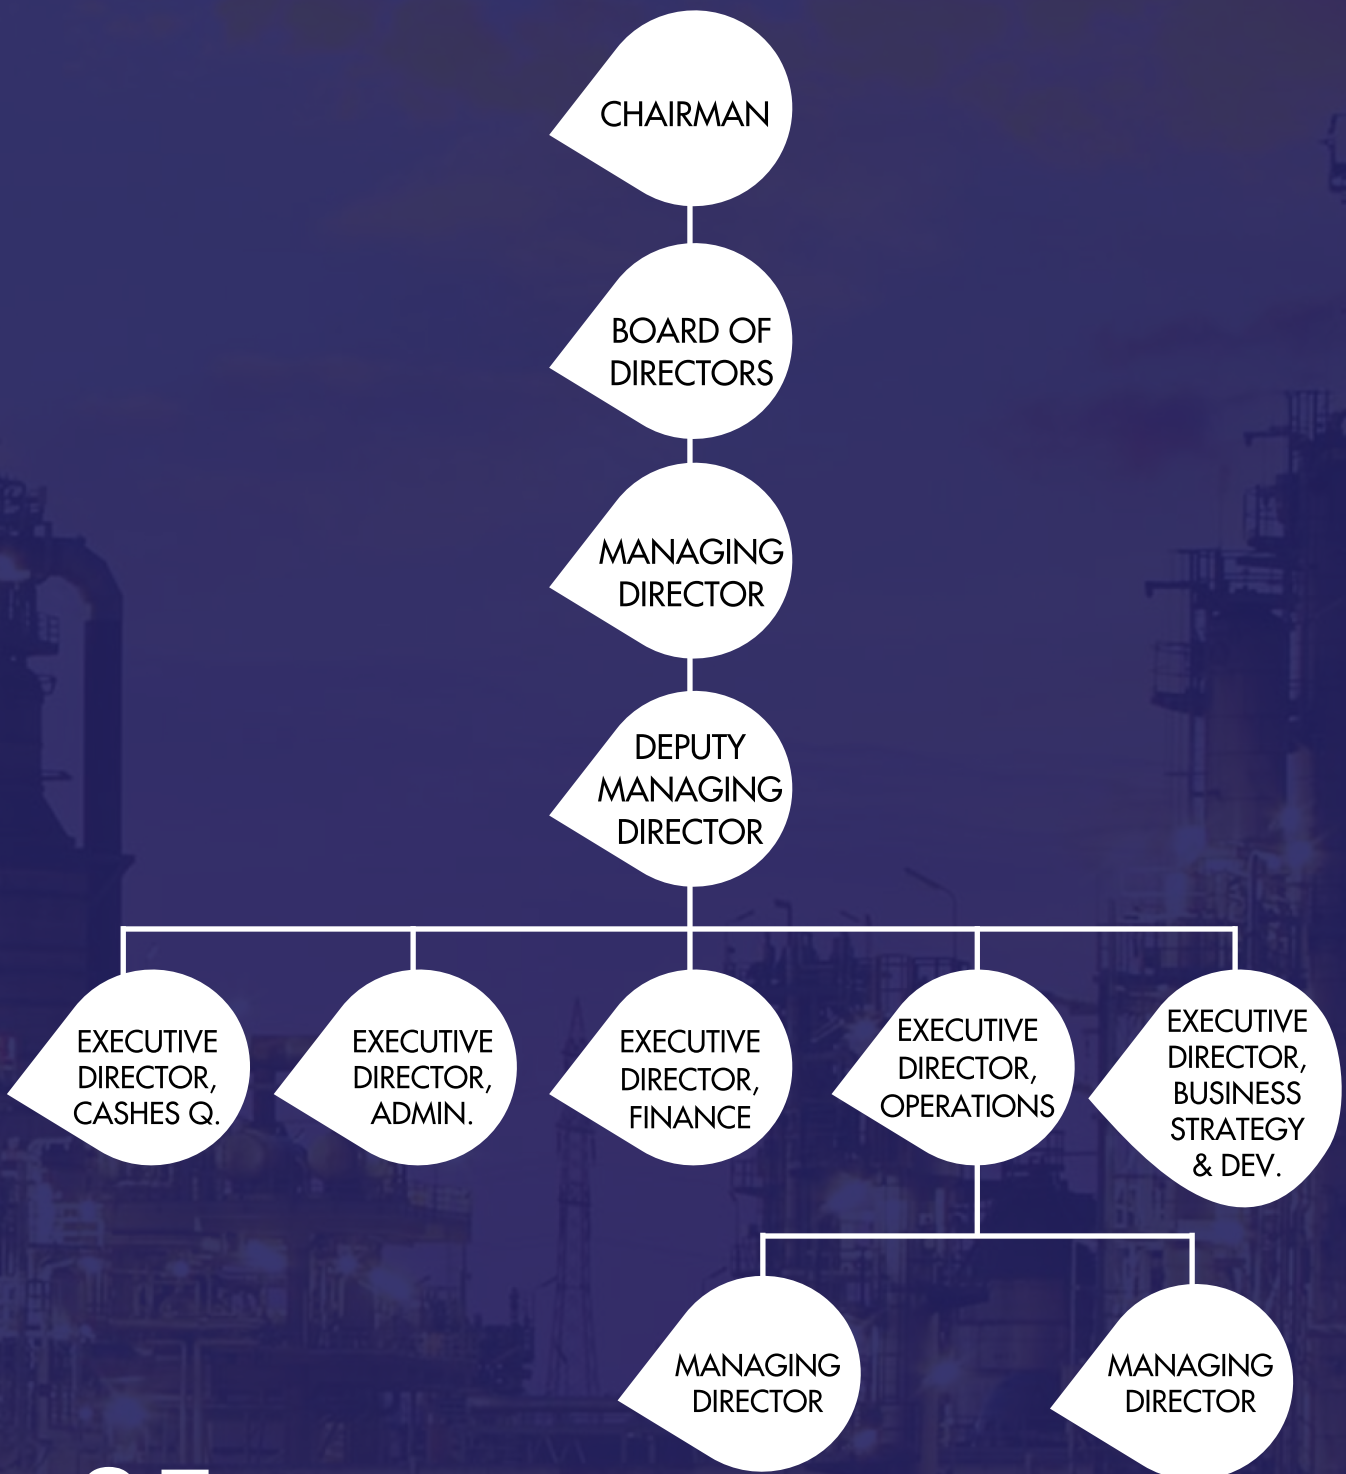 CHAIRMAN
BOARD OF
DIRECTORS
MANAGING
DIRECTOR
DEPUTY
MANAGING
DIRECTOR
EXECUTIVE
DIRECTOR,
CASHES Q.
EXECUTIVE
DIRECTOR,
ADMIN.
EXECUTIVE
DIRECTOR,
FINANCE
EXECUTIVE
DIRECTOR,
OPERATIONS
EXECUTIVE
DIRECTOR,
BUSINESS
STRATEGY
& DEV.
MANAGING
DIRECTOR
MANAGING
DIRECTOR